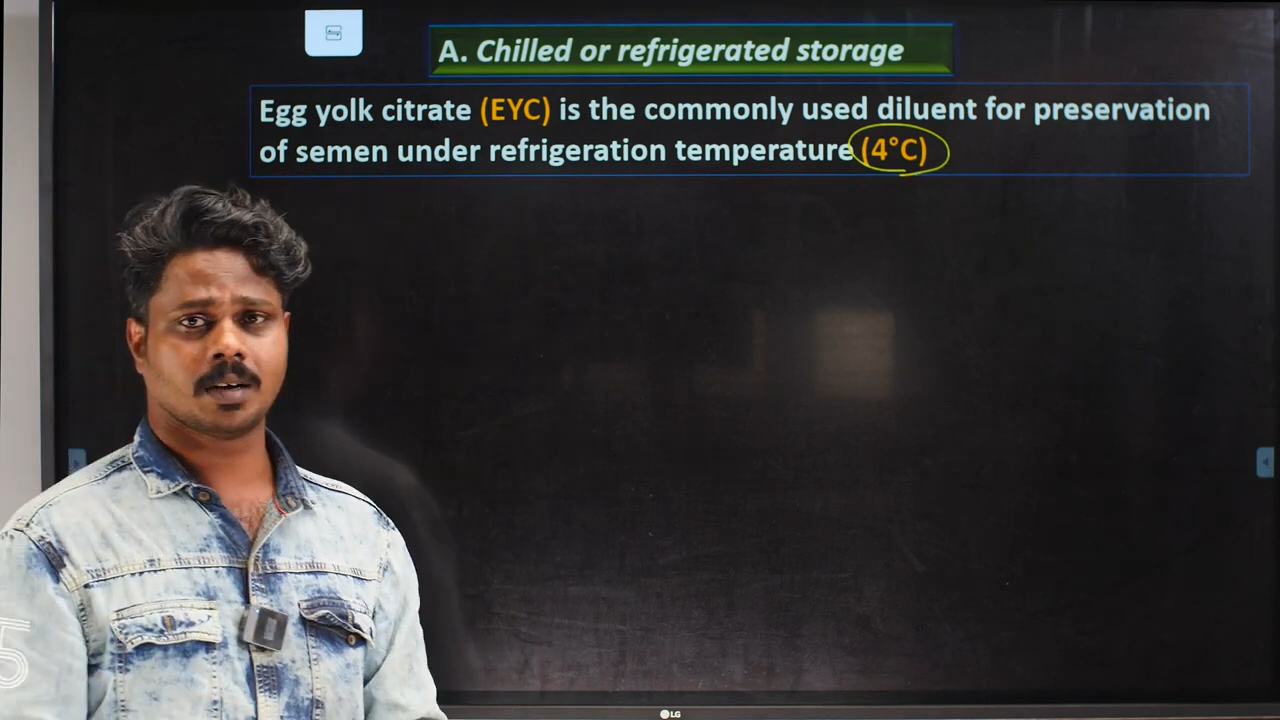 A. Chilled or refrigerated storage
Egg yolk citrate (EYC) is the commonly used diluent for preservation
of semen under refrigeration temperature (4°C)
5
LG